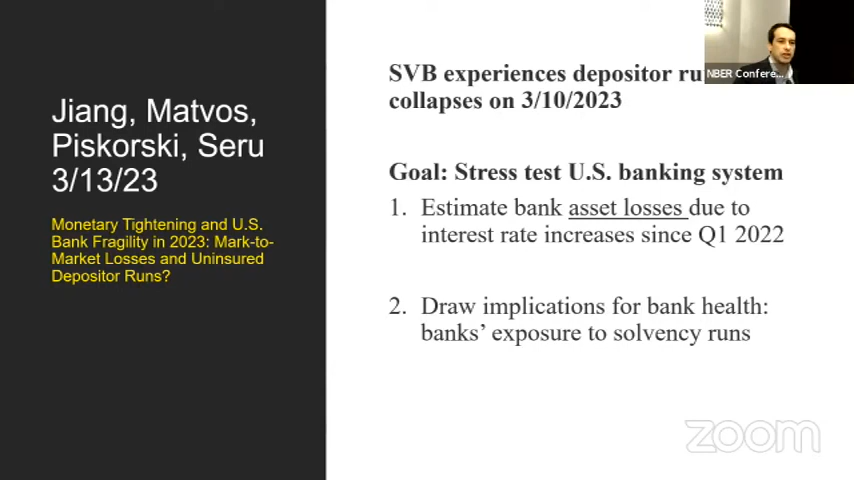 Jiang, Matvos,
Piskorski, Seru
3/13/23
Monetary Tightening and U.S.
Bank Fragility in 2023: Mark-to-
Market Losses and Uninsured
Depositor Runs?
SVB experiences depositor
collapses on 3/10/2023
Goal: Stress test U.S. banking system
1. Estimate bank asset losses due to
interest rate increases since Q1 2022
2. Draw implications for bank health:
banks' exposure to solvency runs
NBER Confere...
zoom